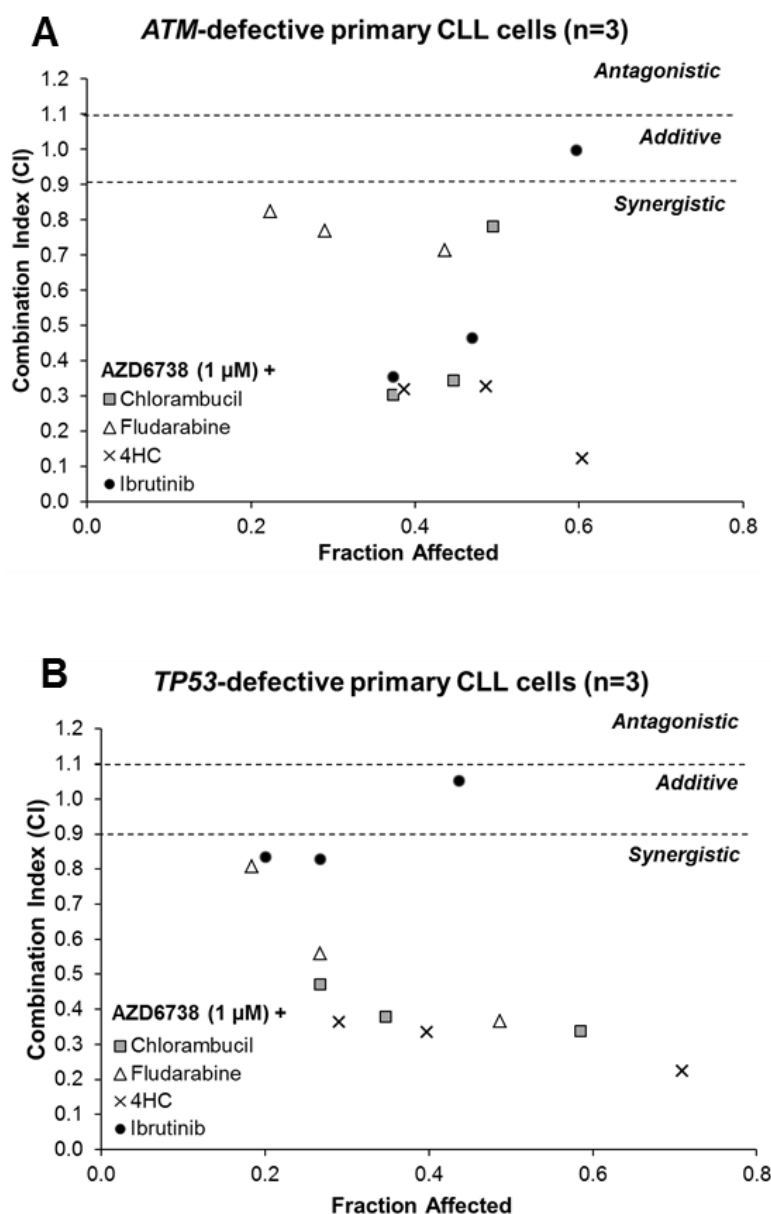 A
ATM-defective primary CLL cells (n=3)
Combination Index (CI)
1.2
1.1
1.0
0.9
0.8
0.7
0.6
0.5
0.4
0.3
0.2
0.1
0.0
Antagonistic
Additive
Synergistic
AZD6738 (1 µM) +
Chlorambucil
Fludarabine
4HC
Ibrutinib
0.0 0.2 0.4 0.6 0.8
Fraction Affected
B
TP53-defective primary CLL cells (n=3)
Combination Index (CI)
1.2
1.1
1.0
0.9
0.8
0.7
0.6
0.5
0.4
0.3
0.2
0.1
0.0
Antagonistic
Additive
Synergistic
AZD6738 (1 µM) +
Chlorambucil
Fludarabine
4HC
Ibrutinib
0.0 0.2 0.4 0.6 0.8
Fraction Affected